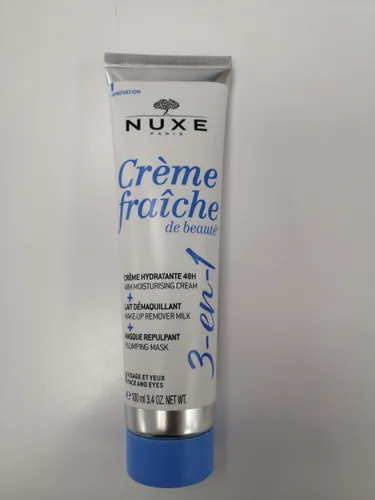 INNOVATION
NUXE
PARIS
Crème
fraîche
de beauté®
3-en-1
CRÈME HYDRATANTE 48H
48H MOISTURISING CREAM
+
LAIT DÉMAQUILLANT
MAKE-UP REMOVER MILK
+
MASQUE REPULPANT
PLUMPING MASK
VISAGE ET YEUX
FACE AND EYES
e 100 ml 3.4 OZ. NET WT.